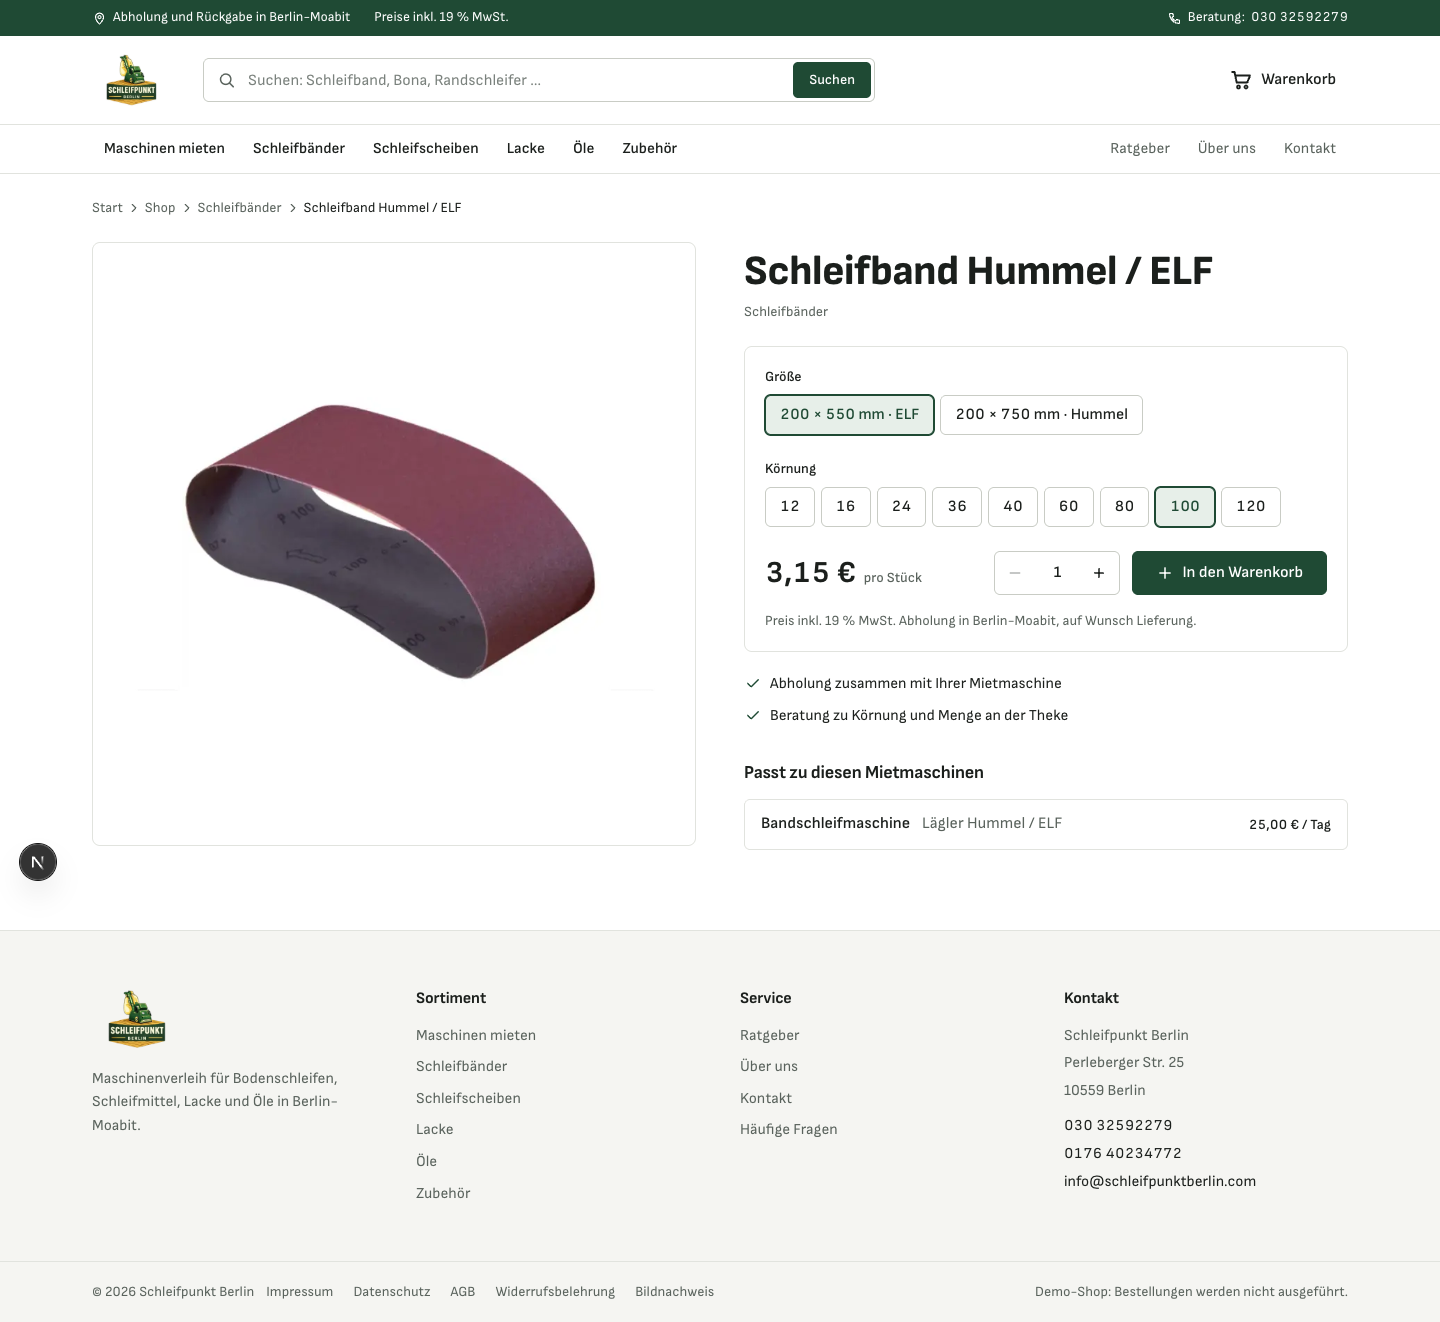 Abholung und Rückgabe in Berlin-Moabit
Preise inkl. 19 % MwSt.
Beratung: 030 32592279
SCHLEIFPUNKT
BERLIN
Suchen: Schleifband, Bona, Randschleifer ...
Suchen
Warenkorb
Maschinen mieten
Schleifbänder
Schleifscheiben
Lacke
Öle
Zubehör
Ratgeber
Über uns
Kontakt
Start > Shop > Schleifbänder > Schleifband Hummel / ELF
P 100
P 100
Schleifband Hummel / ELF
Schleifbänder
Größe
200 × 550 mm · ELF
200 × 750 mm · Hummel
Körnung
12
16
24
36
40
60
80
100
120
3,15 € pro Stück
− 1 +
+ In den Warenkorb
Preis inkl. 19 % MwSt. Abholung in Berlin-Moabit, auf Wunsch Lieferung.
Abholung zusammen mit Ihrer Mietmaschine
Beratung zu Körnung und Menge an der Theke
Passt zu diesen Mietmaschinen
Bandschleifmaschine Lägler Hummel / ELF 25,00 € / Tag
N
SCHLEIFPUNKT
BERLIN
Maschinenverleih für Bodenschleifen,
Schleifmittel, Lacke und Öle in Berlin-
Moabit.
Sortiment
Maschinen mieten
Schleifbänder
Schleifscheiben
Lacke
Öle
Zubehör
Service
Ratgeber
Über uns
Kontakt
Häufige Fragen
Kontakt
Schleifpunkt Berlin
Perleberger Str. 25
10559 Berlin
030 32592279
0176 40234772
info@schleifpunktberlin.com
© 2026 Schleifpunkt Berlin
Impressum
Datenschutz
AGB
Widerrufsbelehrung
Bildnachweis
Demo-Shop: Bestellungen werden nicht ausgeführt.